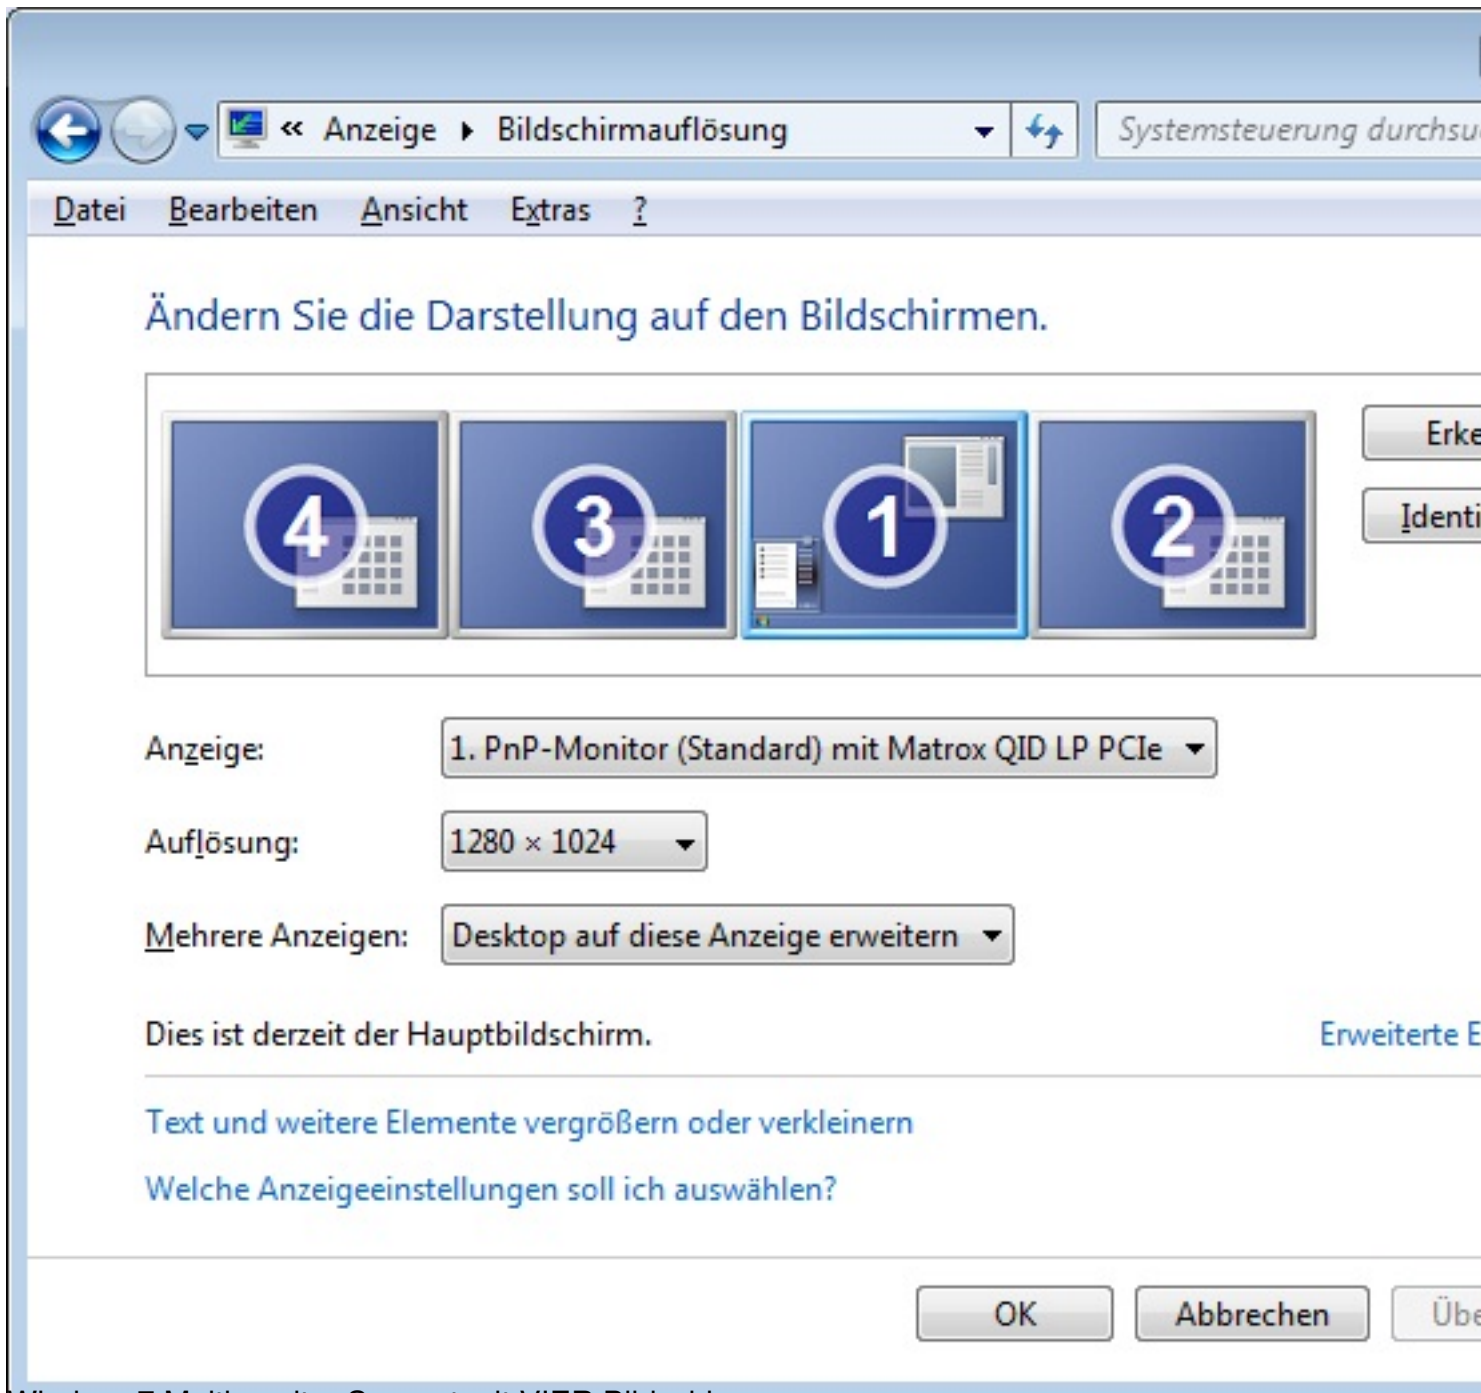 « Anzeige ▸ Bildschirmauflösung
Systemsteuerung durchsu
Datei Bearbeiten Ansicht Extras ?
Ändern Sie die Darstellung auf den Bildschirmen.
4 3 1 2
Erke
Identi
Anzeige: 1. PnP-Monitor (Standard) mit Matrox QID LP PCIe
Auflösung: 1280 × 1024
Mehrere Anzeigen: Desktop auf diese Anzeige erweitern
Dies ist derzeit der Hauptbildschirm.
Erweiterte E
Text und weitere Elemente vergrößern oder verkleinern
Welche Anzeigeeinstellungen soll ich auswählen?
OK Abbrechen Übe